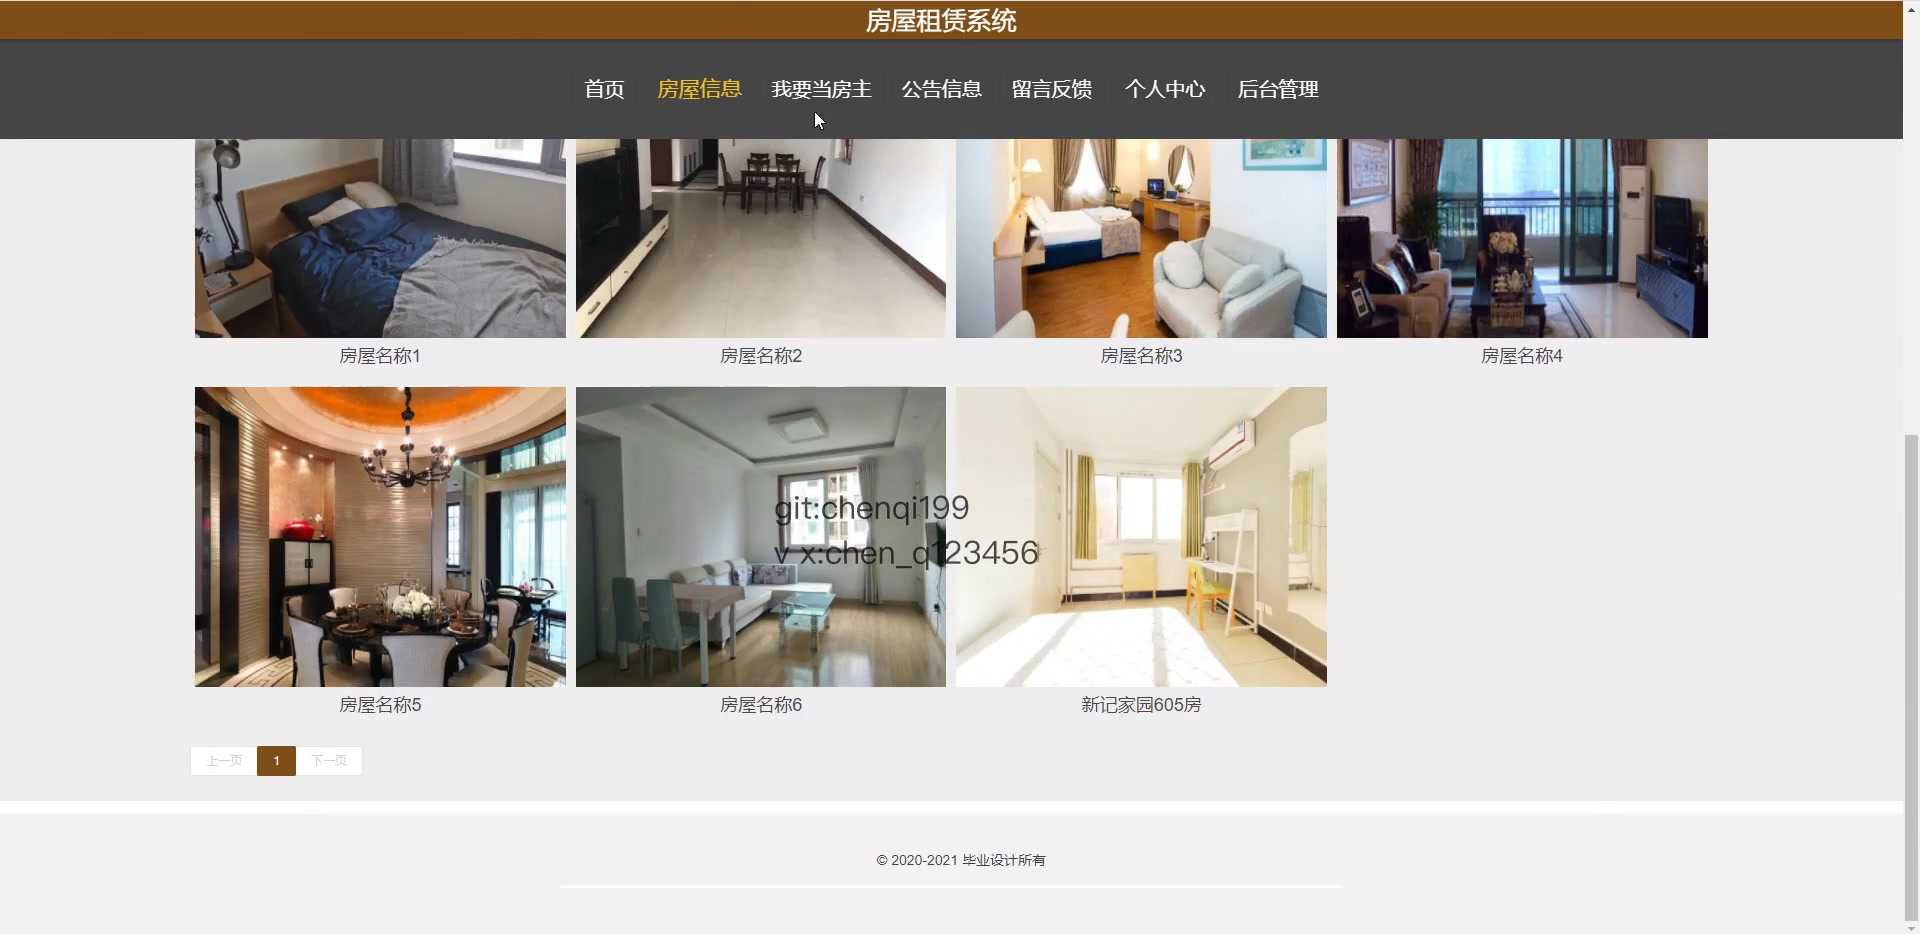 房屋租赁系统
首页 房屋信息 我要当房主 公告信息 留言反馈 个人中心 后台管理
房屋名称1 房屋名称2 房屋名称3 房屋名称4
git:chenqi199
v x:chen_q123456
房屋名称5 房屋名称6 新记家园605房
上一页 1 下一页
© 2020-2021 毕业设计所有